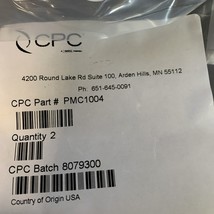 CPC
4200 Round Lake Rd Suite 100, Arden Hills, MN 55112
Ph: 651-645-0091
CPC Part # PMC1004
Quantity 2
CPC Batch 8079300
Country of Origin USA